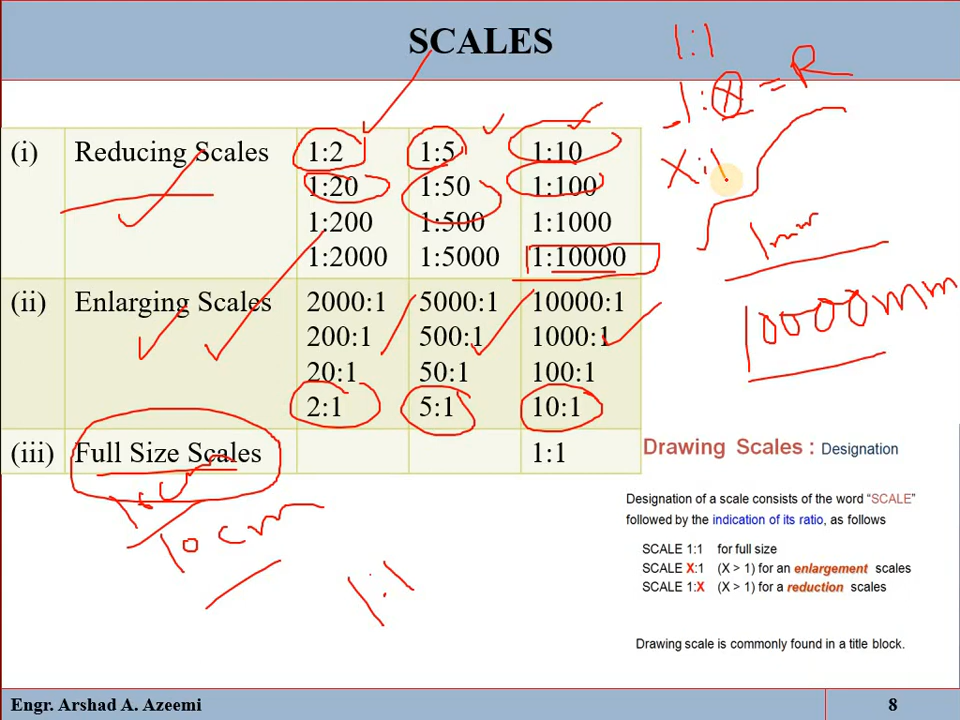 SCALES
1:1
1:X = R
X:1
(i) Reducing Scales 1:2 1:5 1:10
1:20 1:50 1:100
1:200 1:500 1:1000
1:2000 1:5000 1:10000
1mm
10000mm
(ii) Enlarging Scales 2000:1 5000:1 10000:1
200:1 500:1 1000:1
20:1 50:1 100:1
2:1 5:1 10:1
(iii) Full Size Scales 1:1
10cm
1:1
Drawing Scales : Designation
Designation of a scale consists of the word “SCALE”
followed by the indication of its ratio, as follows
SCALE 1:1 for full size
SCALE X:1 (X > 1) for an enlargement scales
SCALE 1:X (X > 1) for a reduction scales
Drawing scale is commonly found in a title block.
Engr. Arshad A. Azeemi 8